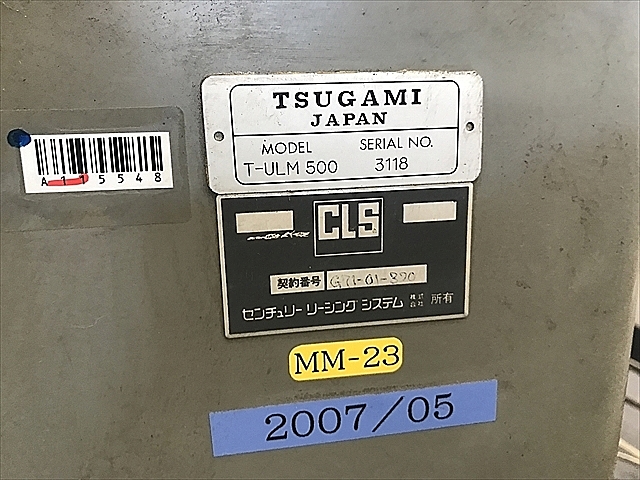 TSUGAMI
JAPAN
MODEL SERIAL NO.
T-ULM 500 3118
A115548
CLS
契約番号
センチュリー リーシング システム 株式会社 所有
MM-23
2007/05